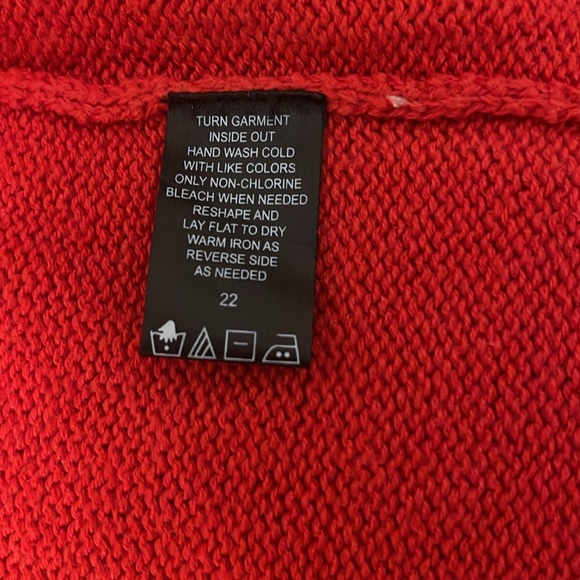 TURN GARMENT
INSIDE OUT
HAND WASH COLD
WITH LIKE COLORS
ONLY NON-CHLORINE
BLEACH WHEN NEEDED
RESHAPE AND
LAY FLAT TO DRY
WARM IRON AS
REVERSE SIDE
AS NEEDED
22